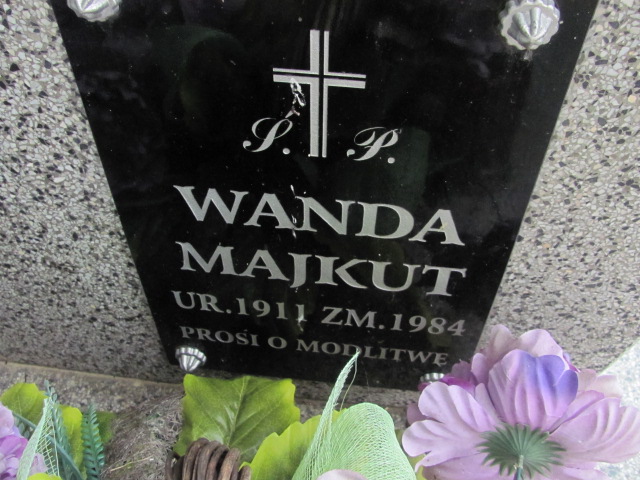 Ś. P.
WANDA
MAJKUT
UR. 1911 ZM. 1984
PROSI O MODLITWĘ